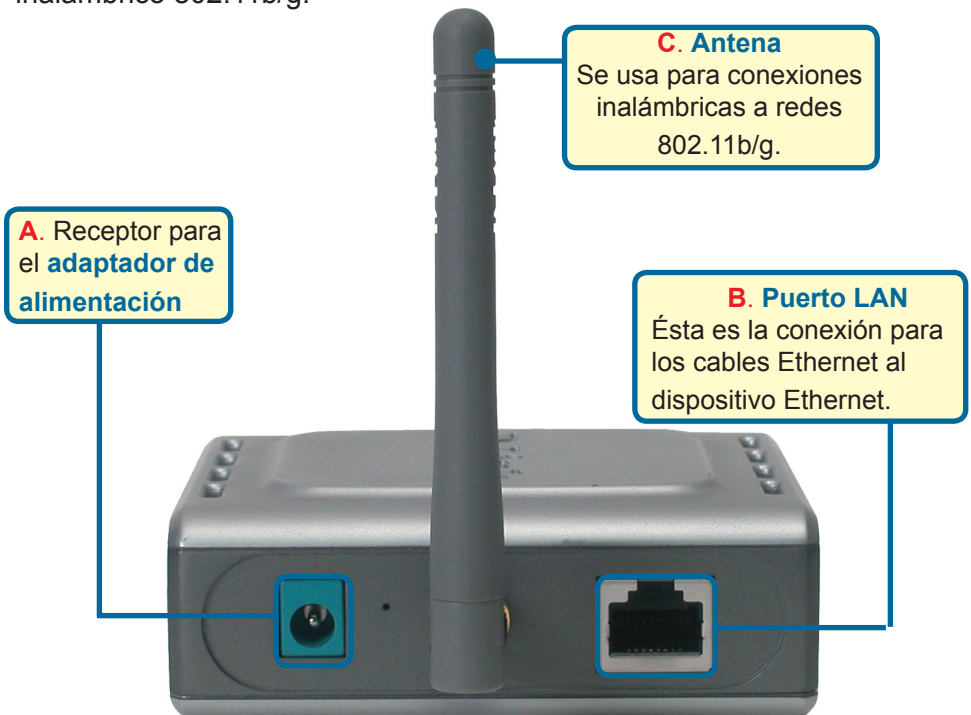 inalámbrics 802.11b/g.
C. Antena
Se usa para conexiones
inalámbricas a redes
802.11b/g.
A. Receptor para
el adaptador de
alimentación
B. Puerto LAN
Ésta es la conexión para
los cables Ethernet al
dispositivo Ethernet.